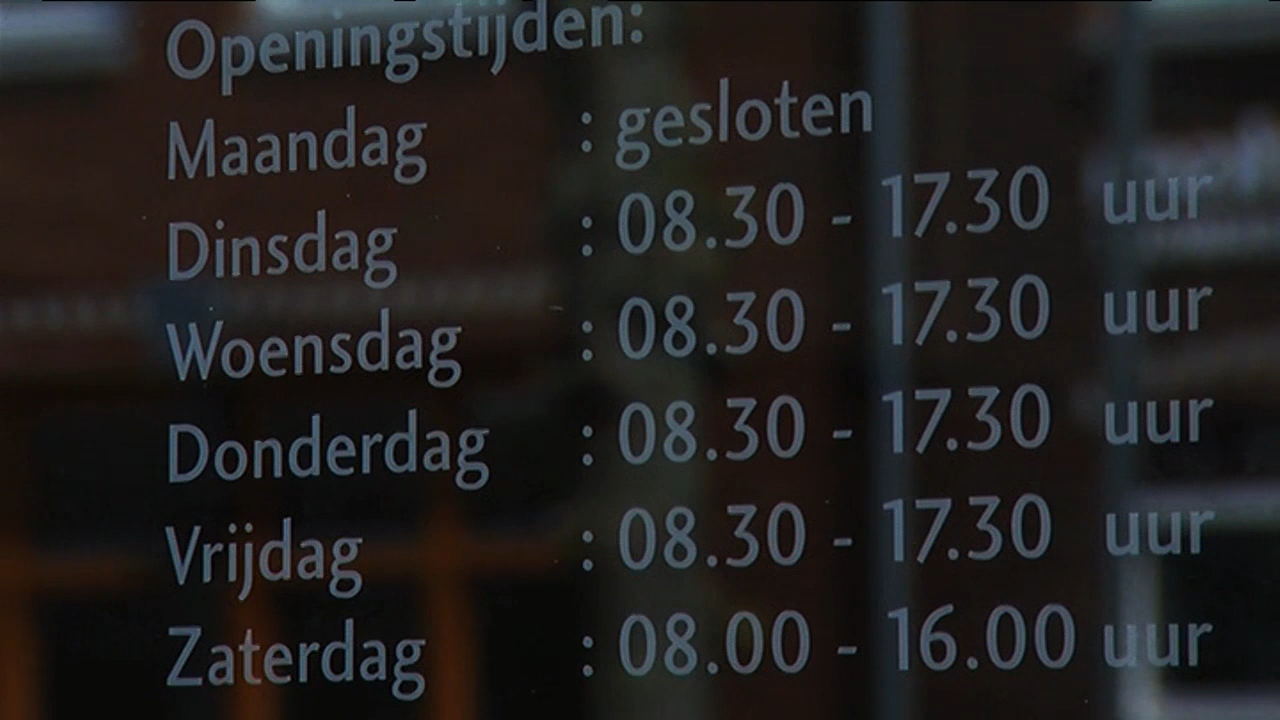 Openingstijden:
Maandag : gesloten
Dinsdag : 08.30 - 17.30 uur
Woensdag : 08.30 - 17.30 uur
Donderdag : 08.30 - 17.30 uur
Vrijdag : 08.30 - 17.30 uur
Zaterdag : 08.00 - 16.00 uur